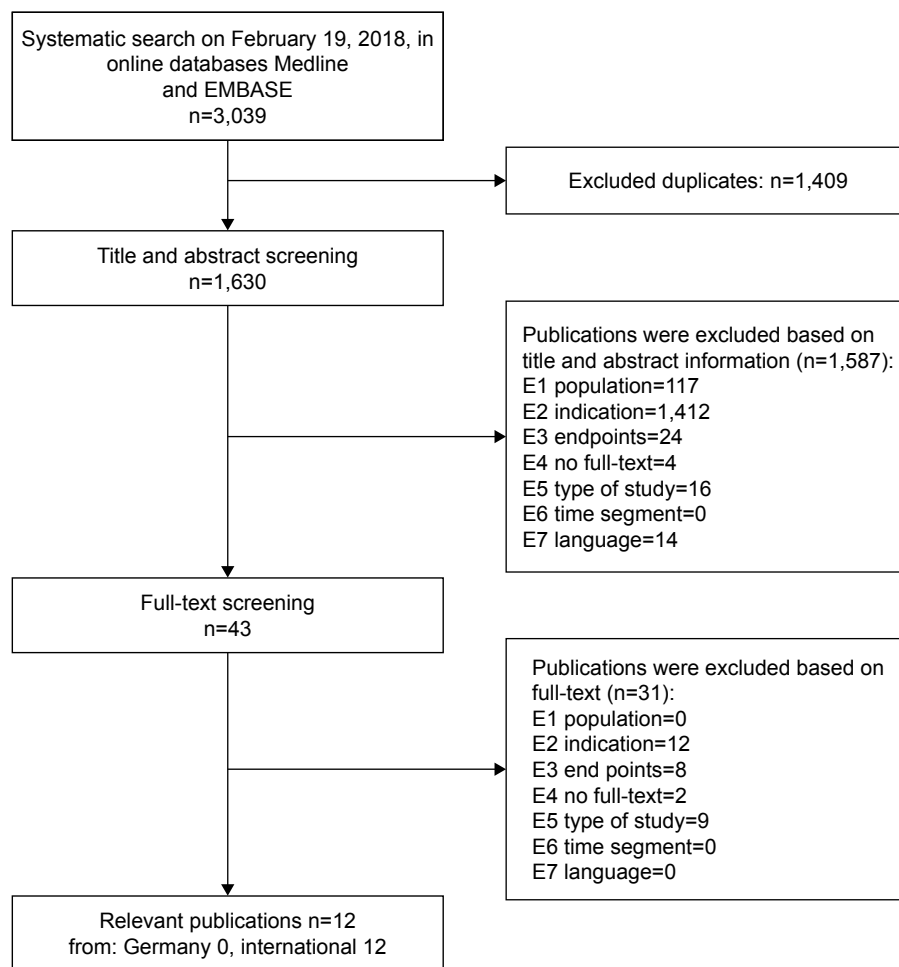 Systematic search on February 19, 2018, in
online databases Medline
and EMBASE
n=3,039
Excluded duplicates: n=1,409
Title and abstract screening
n=1,630
Publications were excluded based on
title and abstract information (n=1,587):
E1 population=117
E2 indication=1,412
E3 endpoints=24
E4 no full-text=4
E5 type of study=16
E6 time segment=0
E7 language=14
Full-text screening
n=43
Publications were excluded based on
full-text (n=31):
E1 population=0
E2 indication=12
E3 end points=8
E4 no full-text=2
E5 type of study=9
E6 time segment=0
E7 language=0
Relevant publications n=12
from: Germany 0, international 12